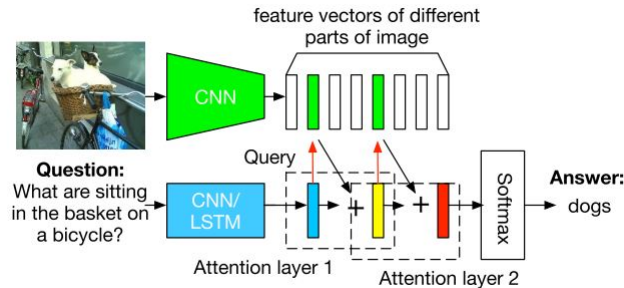 feature vectors of different
parts of image
CNN
Question:
What are sitting
in the basket on
a bicycle?
CNN/
LSTM
Query
+
+
Softmax
Answer:
dogs
Attention layer 1
Attention layer 2